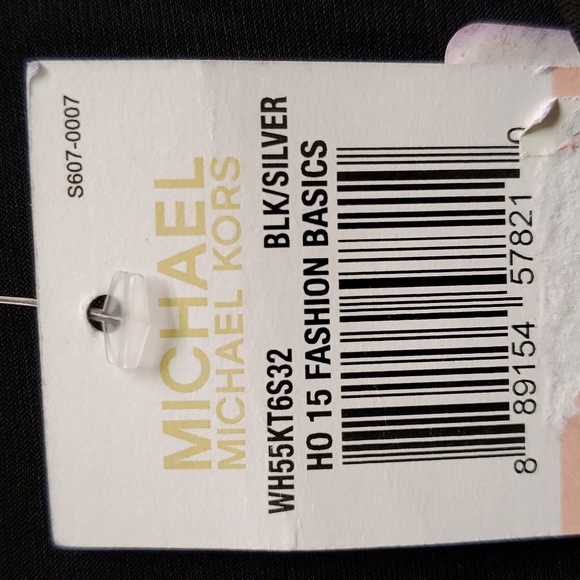 S607-0007
MICHAEL
MICHAEL KORS
WH55KT6S32 BLK/SILVER
HO 15 FASHION BASICS
8 89154 57821 0